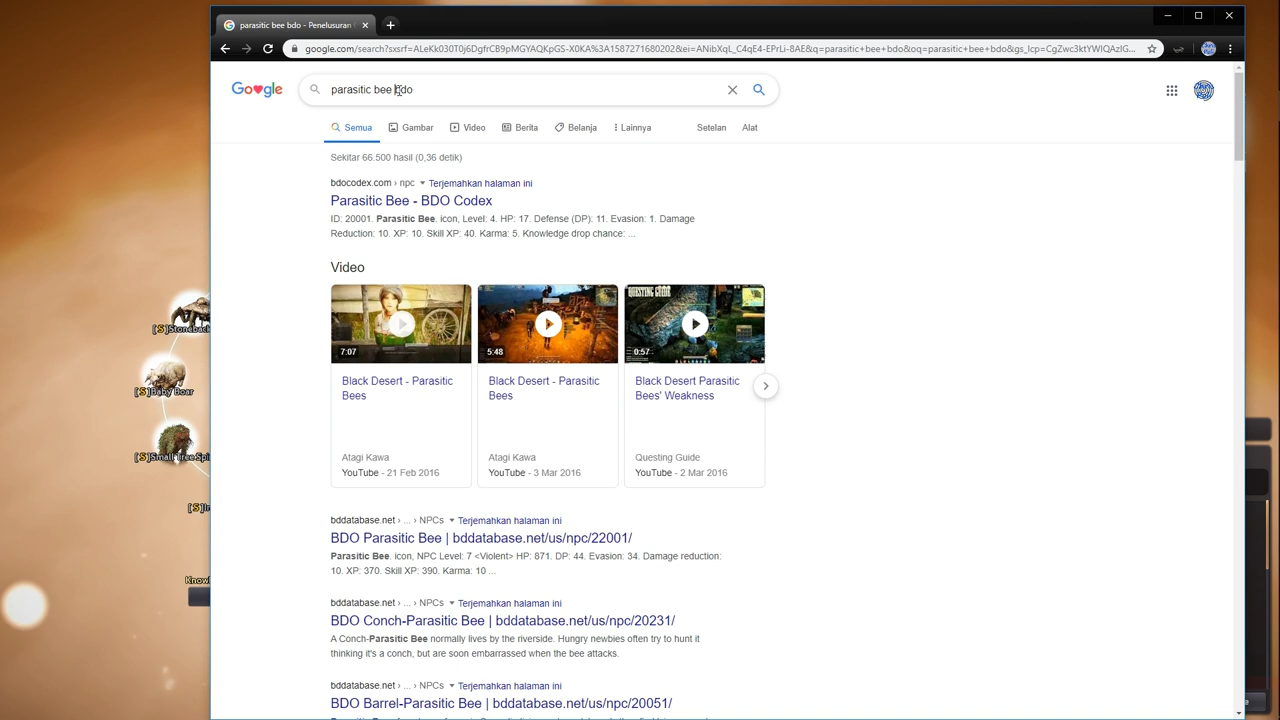 parasitic bee bdo - Penelusuran
google.com/search?sxsrf=ALeKk030T0j6DgfrCB9pMGYAQKpGS-X0KA%3A1587271680202&ei=ANibXqL_C4qE4-EPrLi-8AE&q=parasitic+bee+bdo&oq=parasitic+bee+bdo&gs_lcp=CgZwc3ktYWIQAzIG...
Google
parasitic bee bdo
Semua Gambar Video Berita Belanja Lainnya Setelan Alat
Sekitar 66.500 hasil (0,36 detik)
bdocodex.com › npc Terjemahkan halaman ini
Parasitic Bee - BDO Codex
ID: 20001. Parasitic Bee. icon, Level: 4. HP: 17. Defense (DP): 11. Evasion: 1. Damage
Reduction: 10. XP: 10. Skill XP: 40. Karma: 5. Knowledge drop chance: ...
Video
7:07 5:48 QUESTING GUIDE 0:57
Black Desert - Parasitic Bees
Black Desert - Parasitic Bees
Black Desert Parasitic Bees' Weakness
Atagi Kawa Atagi Kawa Questing Guide
YouTube - 21 Feb 2016 YouTube - 3 Mar 2016 YouTube - 2 Mar 2016
bddatabase.net › ... › NPCs Terjemahkan halaman ini
BDO Parasitic Bee | bddatabase.net/us/npc/22001/
Parasitic Bee. icon, NPC Level: 7 <Violent> HP: 871. DP: 44. Evasion: 34. Damage reduction:
10. XP: 370. Skill XP: 390. Karma: 10 ...
bddatabase.net › ... › NPCs Terjemahkan halaman ini
BDO Conch-Parasitic Bee | bddatabase.net/us/npc/20231/
A Conch-Parasitic Bee normally lives by the riverside. Hungry newbies often try to hunt it
thinking it's a conch, but are soon embarrassed when the bee attacks.
bddatabase.net › ... › NPCs Terjemahkan halaman ini
BDO Barrel-Parasitic Bee | bddatabase.net/us/npc/20051/
[S]Stoneback
[S]Baby Boar
[S]Small Tree Spi
[S]I
Know